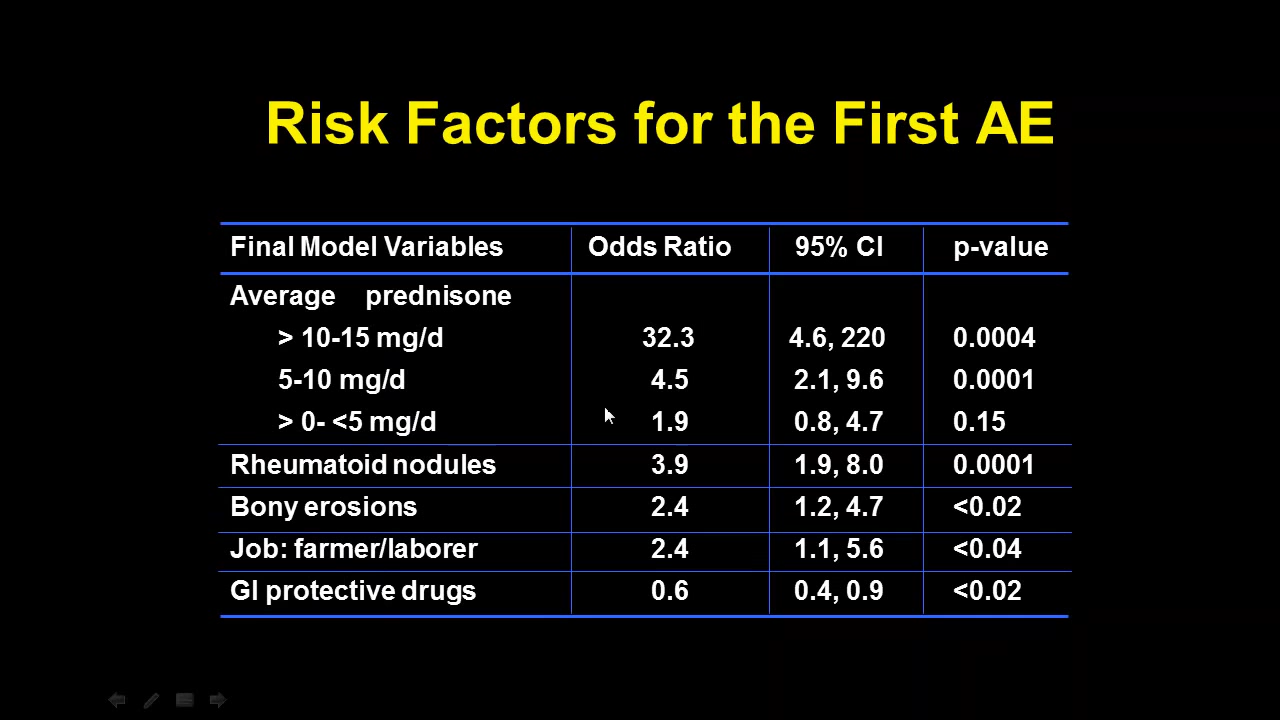 Risk Factors for the First AE
Final Model Variables Odds Ratio 95% CI p-value
Average prednisone
> 10-15 mg/d 32.3 4.6, 220 0.0004
5-10 mg/d 4.5 2.1, 9.6 0.0001
> 0- <5 mg/d 1.9 0.8, 4.7 0.15
Rheumatoid nodules 3.9 1.9, 8.0 0.0001
Bony erosions 2.4 1.2, 4.7 <0.02
Job: farmer/laborer 2.4 1.1, 5.6 <0.04
GI protective drugs 0.6 0.4, 0.9 <0.02